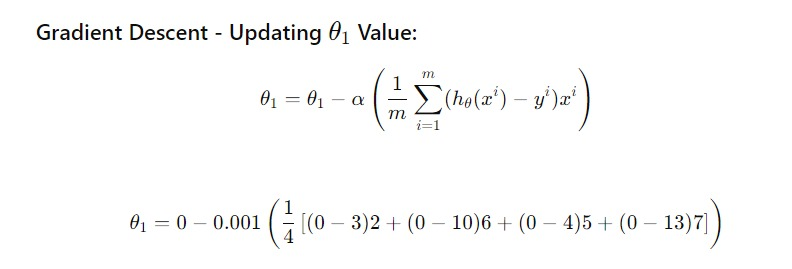 Gradient Descent - Updating θ₁ Value:
θ₁ = θ₁ − α ( 1/m ∑_{i=1}^{m} (h_θ(xⁱ) − yⁱ)xⁱ )
θ₁ = 0 − 0.001 ( 1/4 [(0 − 3)2 + (0 − 10)6 + (0 − 4)5 + (0 − 13)7] )